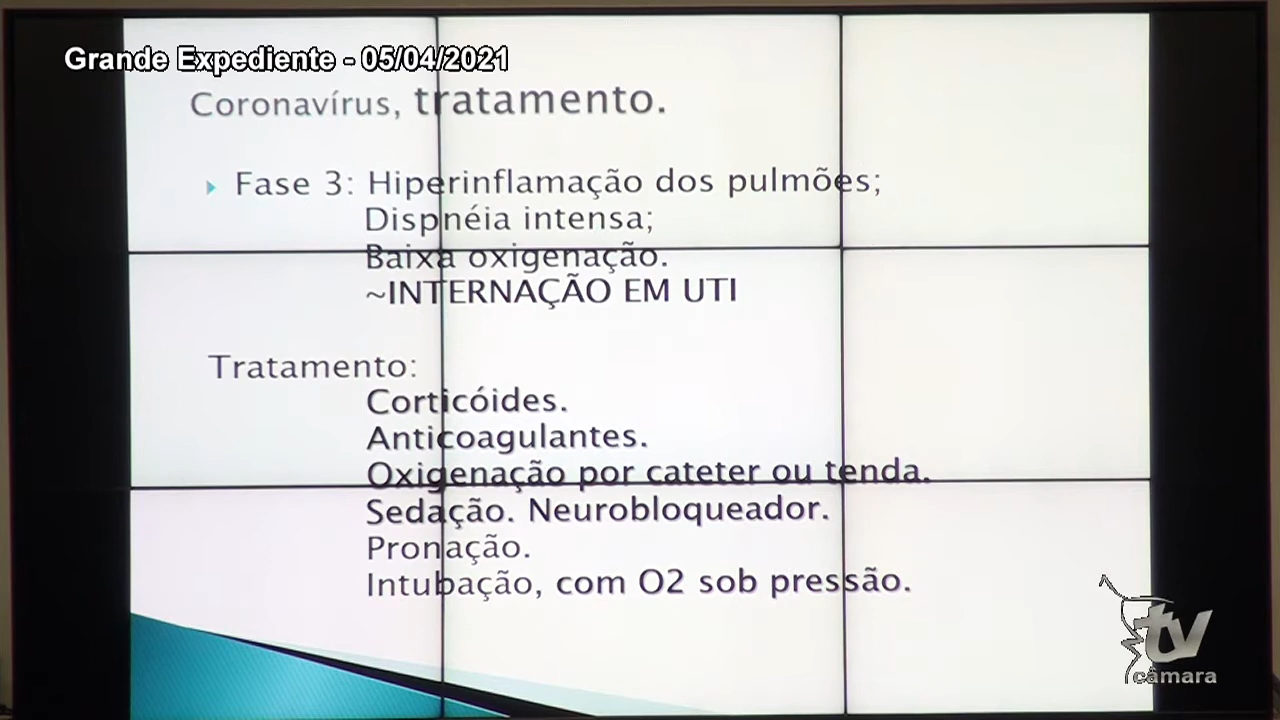 Grande Expediente - 05/04/2021
Coronavírus, tratamento.
Fase 3: Hiperinflamação dos pulmões;
Dispnéia intensa;
Baixa oxigenação.
~INTERNAÇÃO EM UTI
Tratamento:
Corticóides.
Anticoagulantes.
Oxigenação por cateter ou tenda.
Sedação. Neurobloqueador.
Pronação.
Intubação, com O2 sob pressão.
tv
câmara